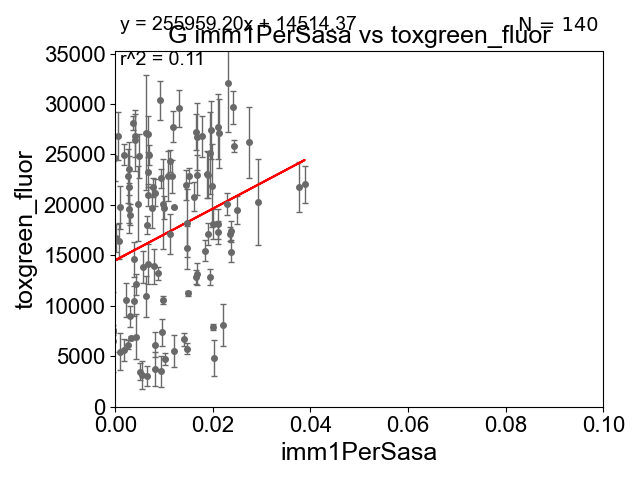 y = 255959.20x + 14514.37
N = 140
G imm1PerSasa vs toxgreen_fluor
r^2 = 0.11
35000
30000
25000
20000
15000
10000
5000
0
toxgreen_fluor
0.00 0.02 0.04 0.06 0.08 0.10
imm1PerSasa